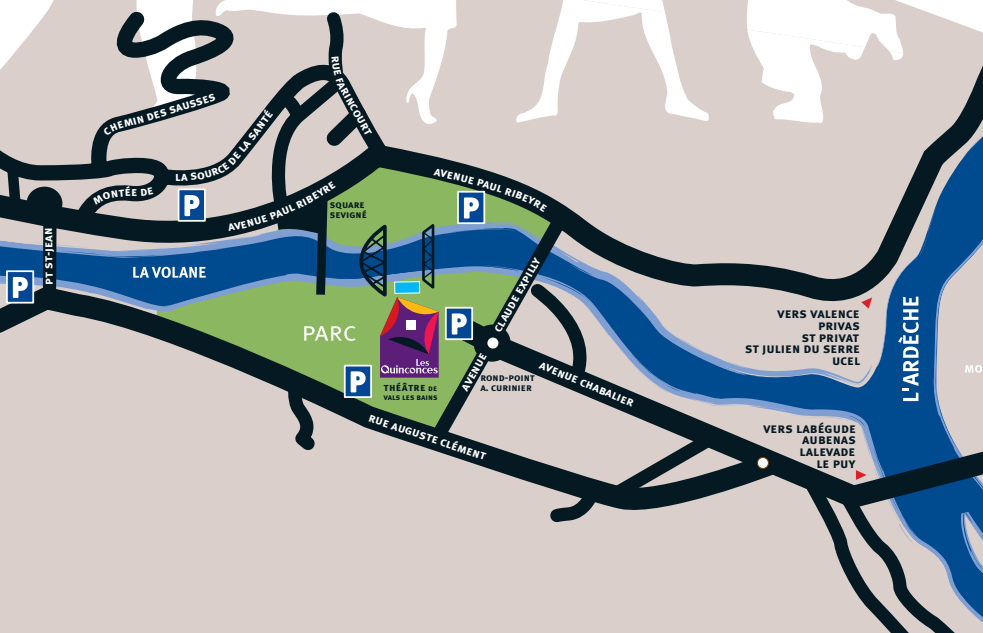 RUE FARINCOURT
CHEMIN DES SAUSSES
LA SOURCE DE LA SANTÉ
MONTÉE DE
P
AVENUE PAUL RIBEYRE
AVENUE PAUL RIBEYRE
P
SQUARE
SEVIGNÉ
PT ST-JEAN
P
LA VOLANE
CLAUDE EXPILLY
AVENUE
PARC
P
Les
Quinconces
P
THÉÂTRE DE
VALS LES BAINS
ROND-POINT
A. CURINIER
AVENUE CHABALIER
RUE AUGUSTE CLÉMENT
VERS VALENCE
PRIVAS
ST PRIVAT
ST JULIEN DU SERRE
UCEL
L'ARDÈCHE
MO
VERS LABÉGUDE
AUBENAS
LALEVADE
LE PUY